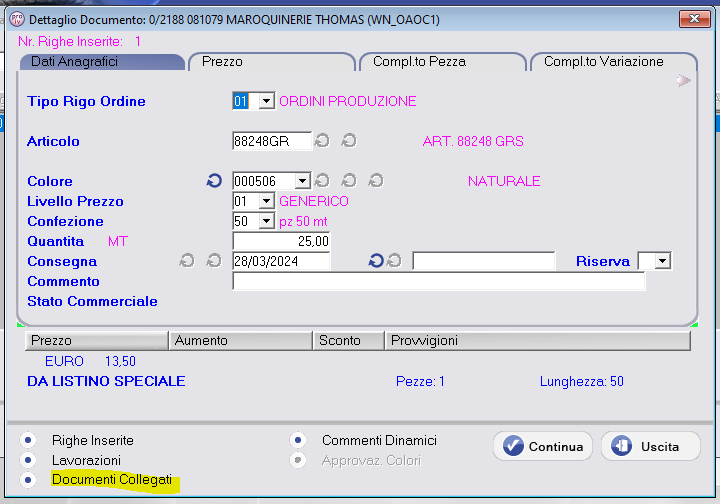 Dettaglio Documento: 0/2188 081079 MAROQUINERIE THOMAS (WN_OAOC1)
Nr. Righe Inserite: 1
Dati Anagrafici Prezzo Compl.to Pezza Compl.to Variazione
Tipo Rigo Ordine 01 ORDINI PRODUZIONE
Articolo 88248GR ART. 88248 GRS
Colore 000506 NATURALE
Livello Prezzo 01 GENERICO
Confezione 50 pz 50 mt
Quantita MT 25,00
Consegna 28/03/2024 Riserva
Commento
Stato Commerciale
Prezzo Aumento Sconto Provvigioni
EURO 13,50
DA LISTINO SPECIALE Pezze: 1 Lunghezza: 50
Righe Inserite Commenti Dinamici
Lavorazioni Approvaz. Colori
Documenti Collegati
Continua Uscita